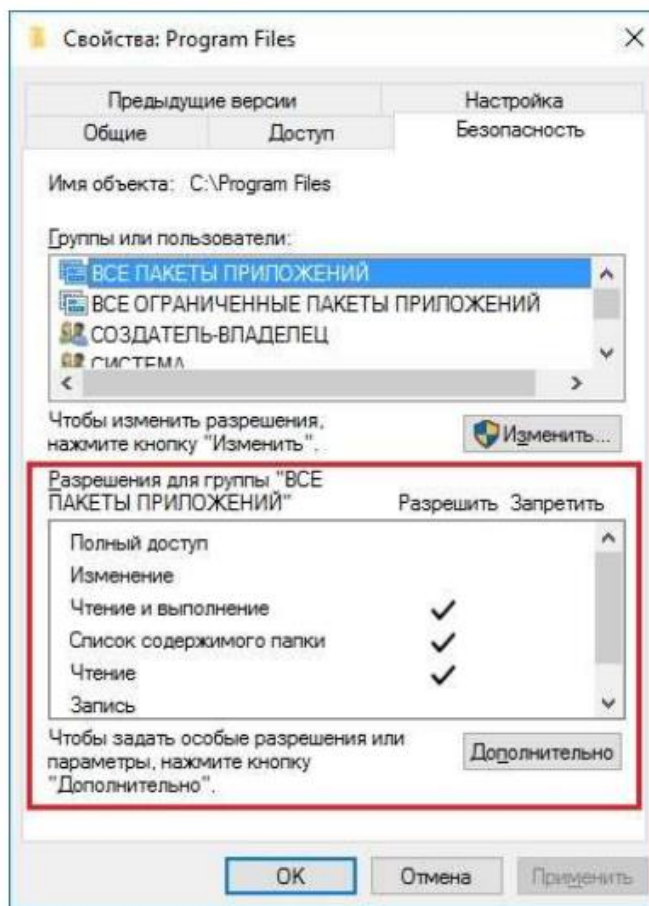 Свойства: Program Files
Предыдущие версии
Настройка
Общие
Доступ
Безопасность
Имя объекта: C:\Program Files
Группы или пользователи:
ВСЕ ПАКЕТЫ ПРИЛОЖЕНИЙ
ВСЕ ОГРАНИЧЕННЫЕ ПАКЕТЫ ПРИЛОЖЕНИЙ
СОЗДАТЕЛЬ-ВЛАДЕЛЕЦ
СИСТЕМА
Чтобы изменить разрешения,
нажмите кнопку "Изменить".
Изменить...
Разрешения для группы "ВСЕ
ПАКЕТЫ ПРИЛОЖЕНИЙ"
Разрешить Запретить
Полный доступ
Изменение
Чтение и выполнение
Список содержимого папки
Чтение
Запись
Чтобы задать особые разрешения или
параметры, нажмите кнопку
"Дополнительно".
Дополнительно
ОК
Отмена
Применить